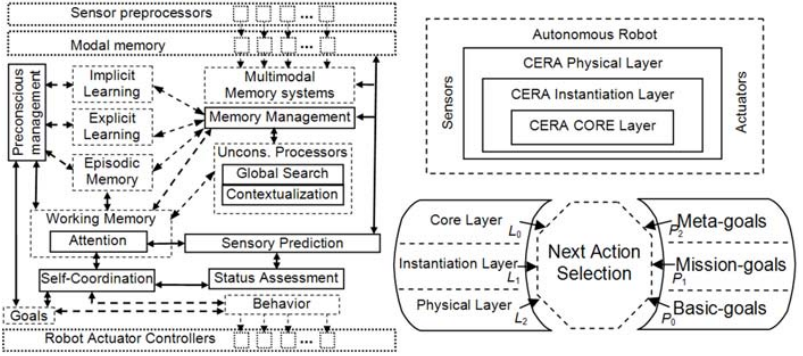 Sensor preprocessors
...
Modal memory
...
Preconscious
management
Implicit
Learning
Explicit
Learning
Episodic
Memory
Multimodal
Memory systems
Memory Management
Uncons. Processors
Global Search
Contextualization
Working Memory
Attention
Sensory Prediction
Self-Coordination
Status Assessment
Goals
Behavior
Robot Actuator Controllers
...
Autonomous Robot
Sensors
CERA Physical Layer
CERA Instantiation Layer
CERA CORE Layer
Actuators
Core Layer
L0
Instantiation Layer
L1
Physical Layer
L2
Next Action
Selection
Meta-goals
P2
Mission-goals
P1
Basic-goals
P0